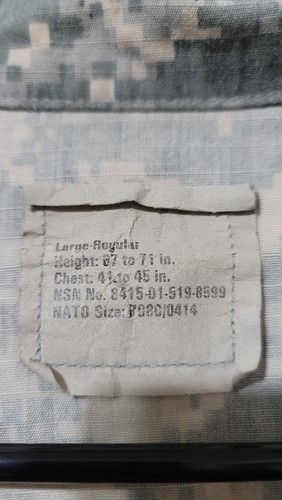 Large-Regular
Height: 67 to 71 in.
Chest: 41 to 45 in.
NSN No. 8415-01-519-8599
NATO Size: 7080/0414